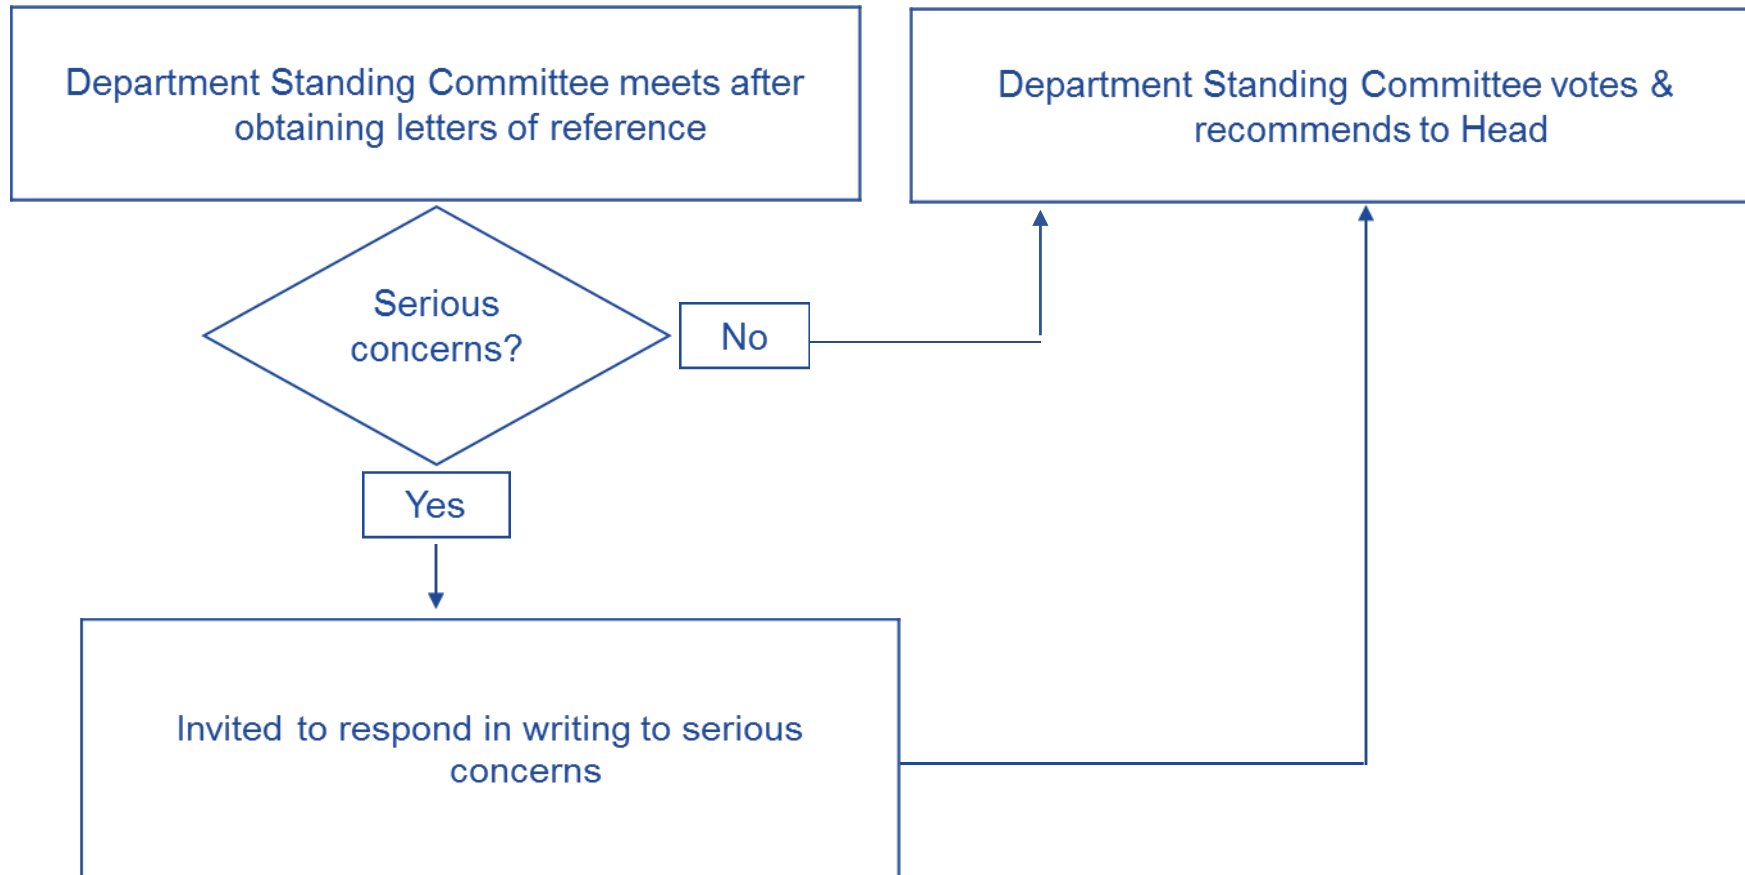 Department Standing Committee meets after
obtaining letters of reference
Department Standing Committee votes &
recommends to Head
Serious
concerns?
No
Yes
Invited to respond in writing to serious
concerns